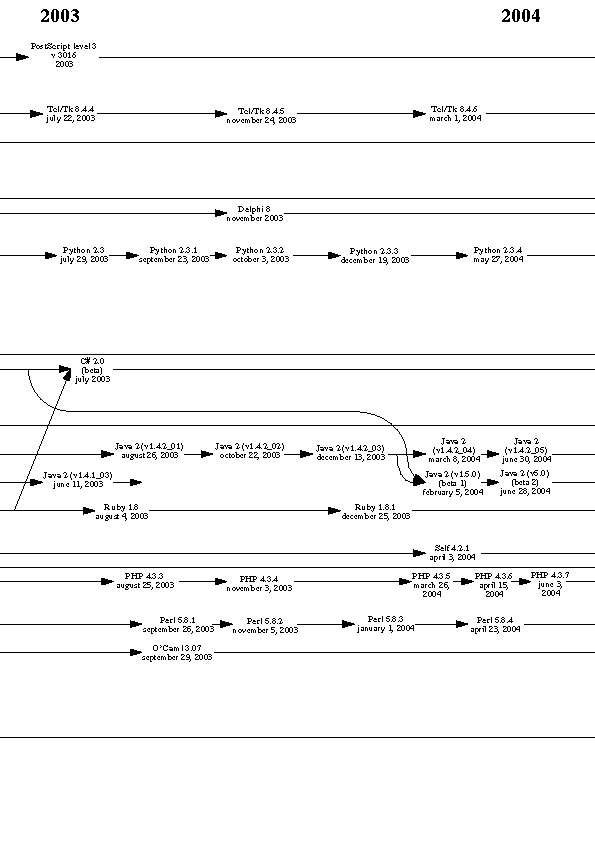 2003
2004
PostScript level 3
v 3016
2003
Tcl/Tk 8.4.4
july 22, 2003
Tcl/Tk 8.4.5
november 24, 2003
Tcl/Tk 8.4.6
march 1, 2004
Delphi 8
november 2003
Python 2.3
july 29, 2003
Python 2.3.1
september 23, 2003
Python 2.3.2
october 3, 2003
Python 2.3.3
december 19, 2003
Python 2.3.4
may 27, 2004
C# 2.0
(beta)
july 2003
Java 2 (v1.4.2_01)
august 26, 2003
Java 2 (v1.4.2_02)
october 22, 2003
Java 2 (v1.4.2_03)
december 13, 2003
Java 2
(v1.4.2_04)
march 8, 2004
Java 2
(v1.4.2_05)
june 30, 2004
Java 2 (v1.4.1_03)
june 11, 2003
Java 2 (v1.5.0)
(beta 1)
february 5, 2004
Java 2 (v5.0)
(beta 2)
june 28, 2004
Ruby 1.8
august 4, 2003
Ruby 1.8.1
december 25, 2003
Self 4.2.1
april 3, 2004
PHP 4.3.3
august 25, 2003
PHP 4.3.4
november 3, 2003
PHP 4.3.5
march 26,
2004
PHP 4.3.6
april 15,
2004
PHP 4.3.7
june 3,
2004
Perl 5.8.1
september 26, 2003
Perl 5.8.2
november 5, 2003
Perl 5.8.3
january 1, 2004
Perl 5.8.4
april 23, 2004
O'Caml 3.07
september 29, 2003